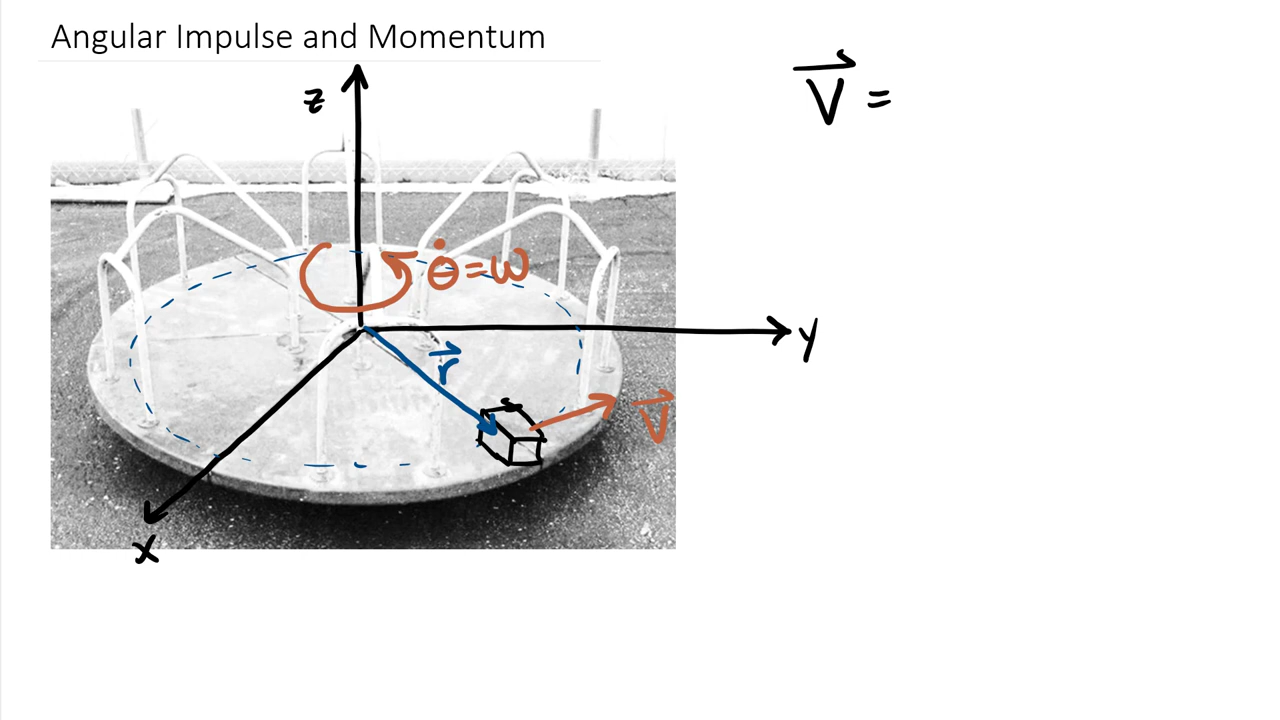 Angular Impulse and Momentum
V⃗ =
z
θ̇=ω
y
r⃗
V⃗
x